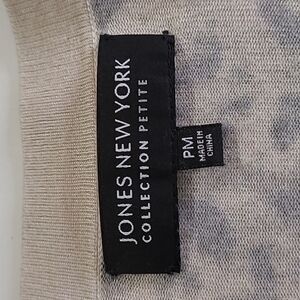 JONES NEW YORK
COLLECTION PETITE
PM
MADE IN
CHINA